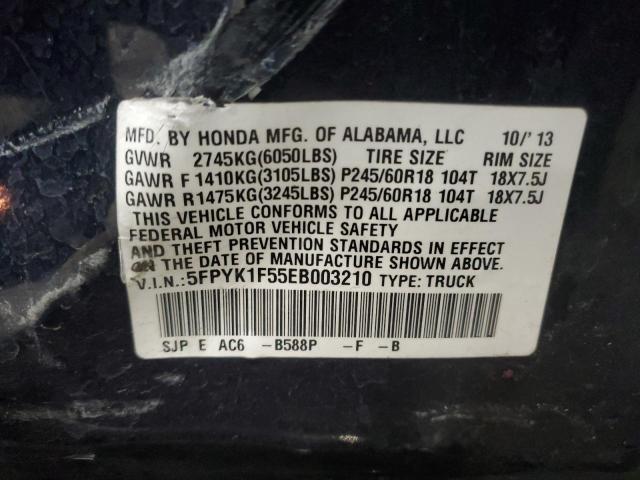 MFD. BY HONDA MFG. OF ALABAMA, LLC 10/'13
GVWR 2745KG(6050LBS) TIRE SIZE RIM SIZE
GAWR F1410KG(3105LBS) P245/60R18 104T 18X7.5J
GAWR R1475KG(3245LBS) P245/60R18 104T 18X7.5J
THIS VEHICLE CONFORMS TO ALL APPLICABLE
FEDERAL MOTOR VEHICLE SAFETY
AND THEFT PREVENTION STANDARDS IN EFFECT
ON THE DATE OF MANUFACTURE SHOWN ABOVE.
V.I.N.:5FPYK1F55EB003210 TYPE: TRUCK
SJP E AC6 -B588P -F -B